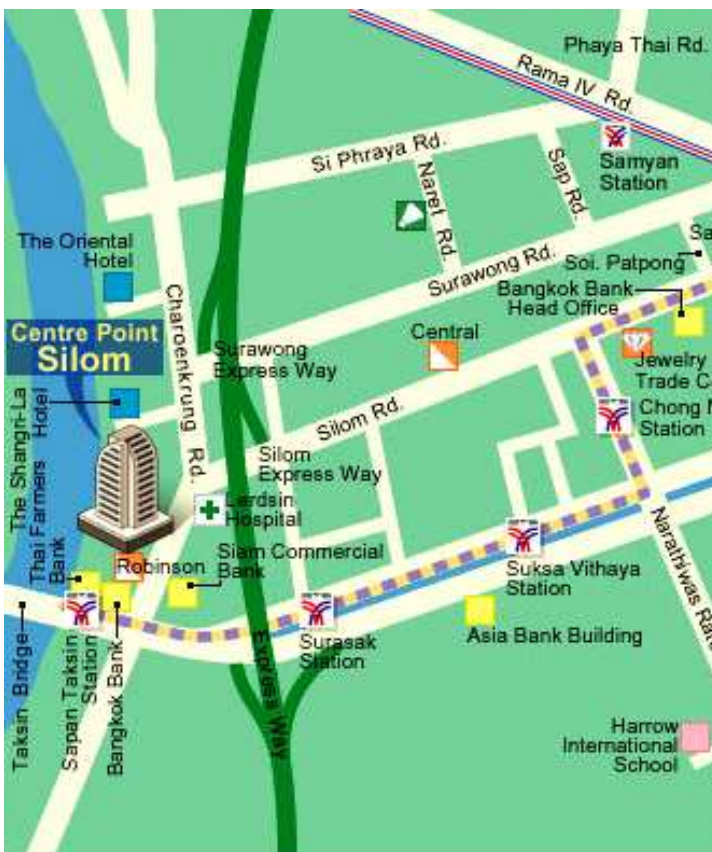 Phaya Thai Rd.
Rama IV Rd.
Si Phraya Rd.
Naret Rd.
Sap Rd.
Samyan
Station
The Oriental
Hotel
Charoenkrung Rd.
Surawong Rd.
Soi. Patpong
Sa
Bangkok Bank
Head Office
Centre Point
Silom
Surawong
Express Way
Central
Jewelry
Trade C
Chong N
Station
The Shangri-La
Hotel
Silom Rd.
Silom
Express Way
Lerdsin
Hospital
Thai Farmers
Bank
Robinson
Siam Commercial
Bank
Suksa Vithaya
Station
Narathiwas Rat
Surasak
Station
Asia Bank Building
Taksin Bridge
Sapan Taksin
Station
Bangkok Bank
Express Way
Harrow
International
School